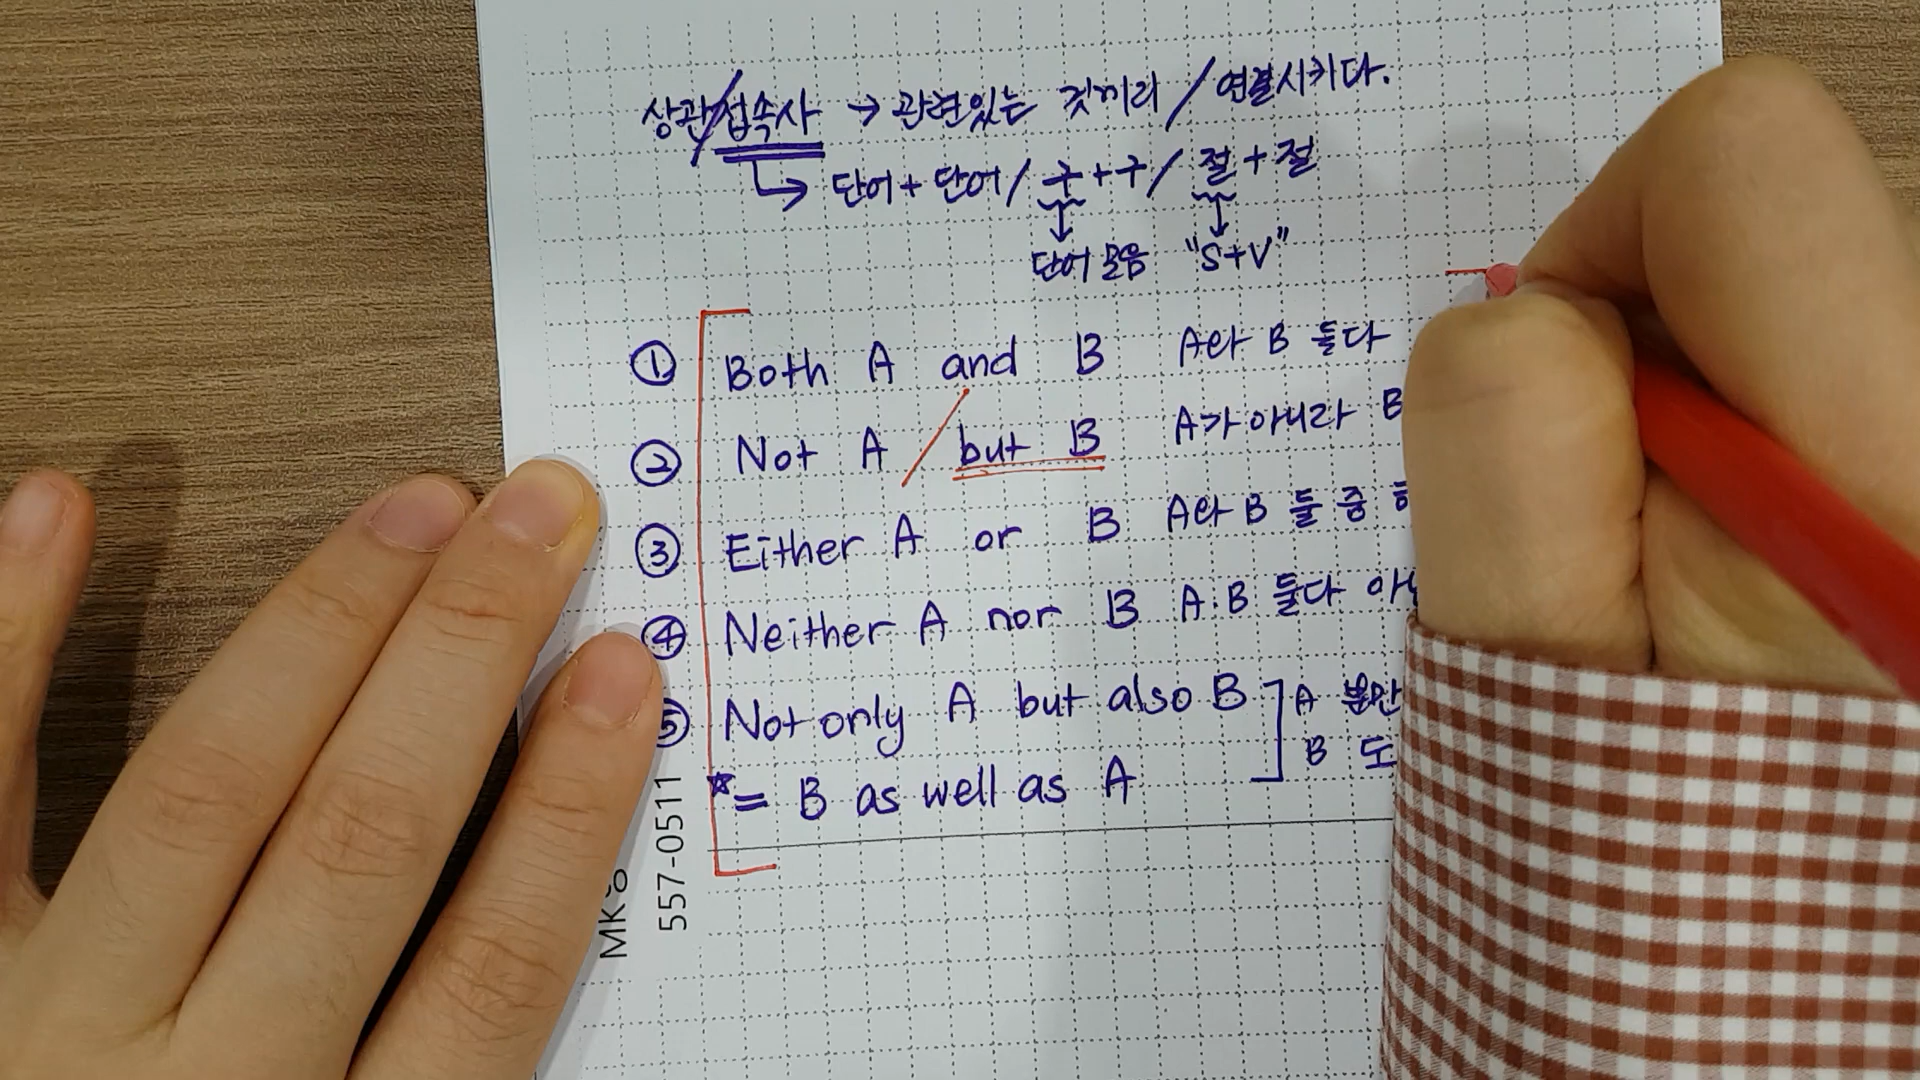 상관/접속사 → 관련있는 것끼리 / 연결시키다.
↳ 단어 + 단어 / 구 + 구 / 절 + 절
↓ ↓
단어 모음 "S+V"
① Both A and B A와 B 둘다
② Not A / but B A가 아니라 B
③ Either A or B A와 B 둘 중
④ Neither A nor B A.B 둘다
⑤ Not only A but also B ] A 뿐만
☆= B as well as A B 도
557-0511